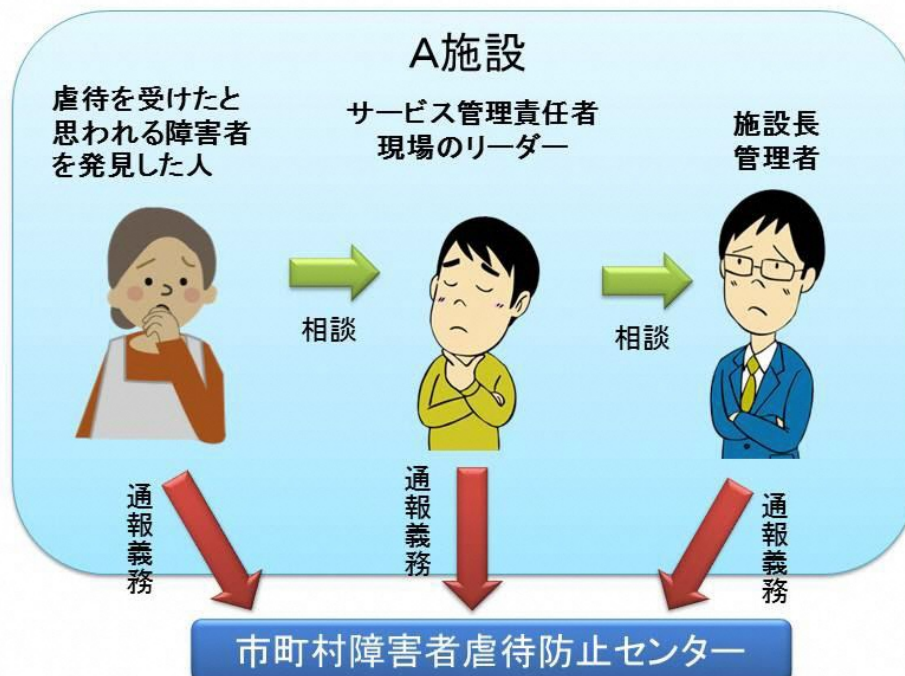 A施設
虐待を受けたと
思われる障害者
を発見した人
サービス管理責任者
現場のリーダー
施設長
管理者
相談
相談
通報義務
通報義務
通報義務
市町村障害者虐待防止センター